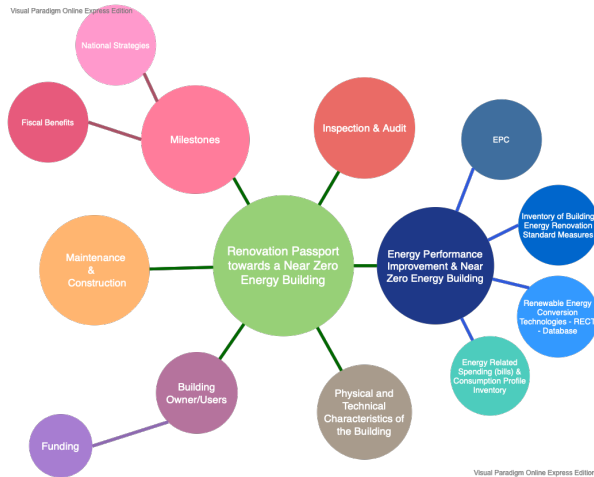 Visual Paradigm Online Express Edition
National Strategies
Fiscal Benefits
Milestones
Inspection & Audit
EPC
Inventory of Building
Energy Renovation
Standard Measures
Maintenance
&
Construction
Renovation Passport
towards a Near Zero
Energy Building
Energy Performance
Improvement & Near
Zero Energy Building
Renewable Energy
Conversion
Technologies - RECT
- Database
Energy Related
Spending (bills) &
Consumption Profile
Inventory
Building
Owner/Users
Physical and
Technical
Characteristics of
the Building
Funding
Visual Paradigm Online Express Edition